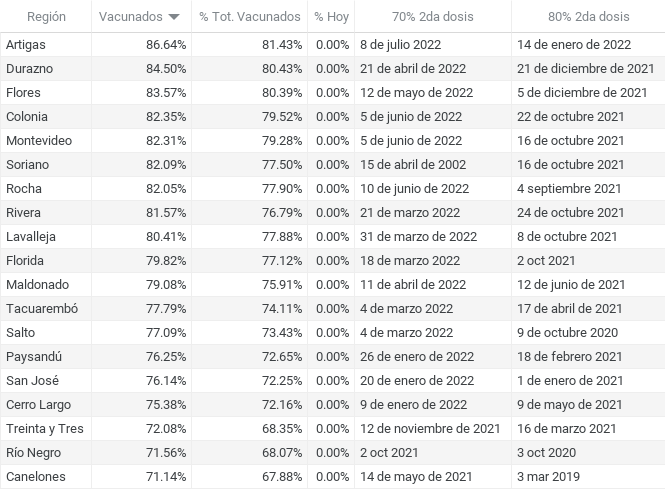 Región Vacunados % Tot. Vacunados % Hoy 70% 2da dosis 80% 2da dosis
Artigas 86.64% 81.43% 0.00% 8 de julio 2022 14 de enero de 2022
Durazno 84.50% 80.43% 0.00% 21 de abril de 2022 21 de diciembre de 2021
Flores 83.57% 80.39% 0.00% 12 de mayo de 2022 5 de diciembre de 2021
Colonia 82.35% 79.52% 0.00% 5 de junio de 2022 22 de octubre 2021
Montevideo 82.31% 79.28% 0.00% 5 de junio de 2022 16 de octubre 2021
Soriano 82.09% 77.50% 0.00% 15 de abril de 2002 16 de octubre 2021
Rocha 82.05% 77.90% 0.00% 10 de junio de 2022 4 septiembre 2021
Rivera 81.57% 76.79% 0.00% 21 de marzo 2022 24 de octubre 2021
Lavalleja 80.41% 77.88% 0.00% 31 de marzo de 2022 8 de octubre 2021
Florida 79.82% 77.12% 0.00% 18 de marzo 2022 2 oct 2021
Maldonado 79.08% 75.91% 0.00% 11 de abril de 2022 12 de junio de 2021
Tacuarembó 77.79% 74.11% 0.00% 4 de marzo 2022 17 de abril de 2021
Salto 77.09% 73.43% 0.00% 4 de marzo 2022 9 de octubre 2020
Paysandú 76.25% 72.65% 0.00% 26 de enero de 2022 18 de febrero 2021
San José 76.14% 72.25% 0.00% 20 de enero de 2022 1 de enero de 2021
Cerro Largo 75.38% 72.16% 0.00% 9 de enero de 2022 9 de mayo de 2021
Treinta y Tres 72.08% 68.35% 0.00% 12 de noviembre de 2021 16 de marzo 2021
Río Negro 71.56% 68.07% 0.00% 2 oct 2021 3 oct 2020
Canelones 71.14% 67.88% 0.00% 14 de mayo de 2021 3 mar 2019